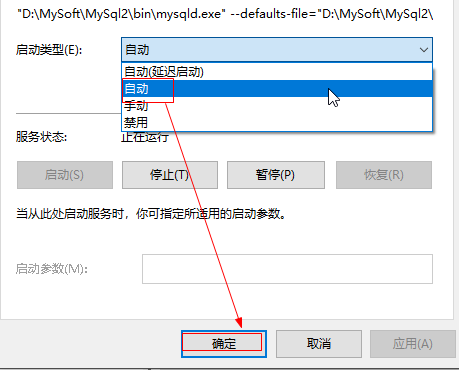 "D:\MySoft\MySql2\bin\mysqld.exe" --defaults-file="D:\MySoft\MySql2\
启动类型(E): 自动
自动(延迟启动)
自动
手动
禁用
服务状态: 正在运行
启动(S) 停止(T) 暂停(P) 恢复(R)
当从此处启动服务时，你可指定所适用的启动参数。
启动参数(M):
确定 取消 应用(A)